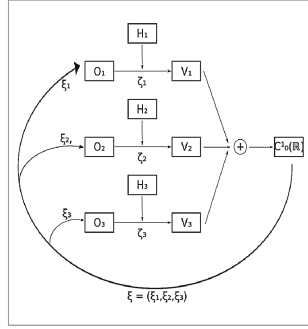 H₁
O₁
V₁
ξ₁
ζ₁
H₂
ξ₂,
O₂
V₂
+
C¹₀(ℝ)
ζ₂
H₃
ξ₃
O₃
V₃
ζ₃
ξ = (ξ₁,ξ₂,ξ₃)